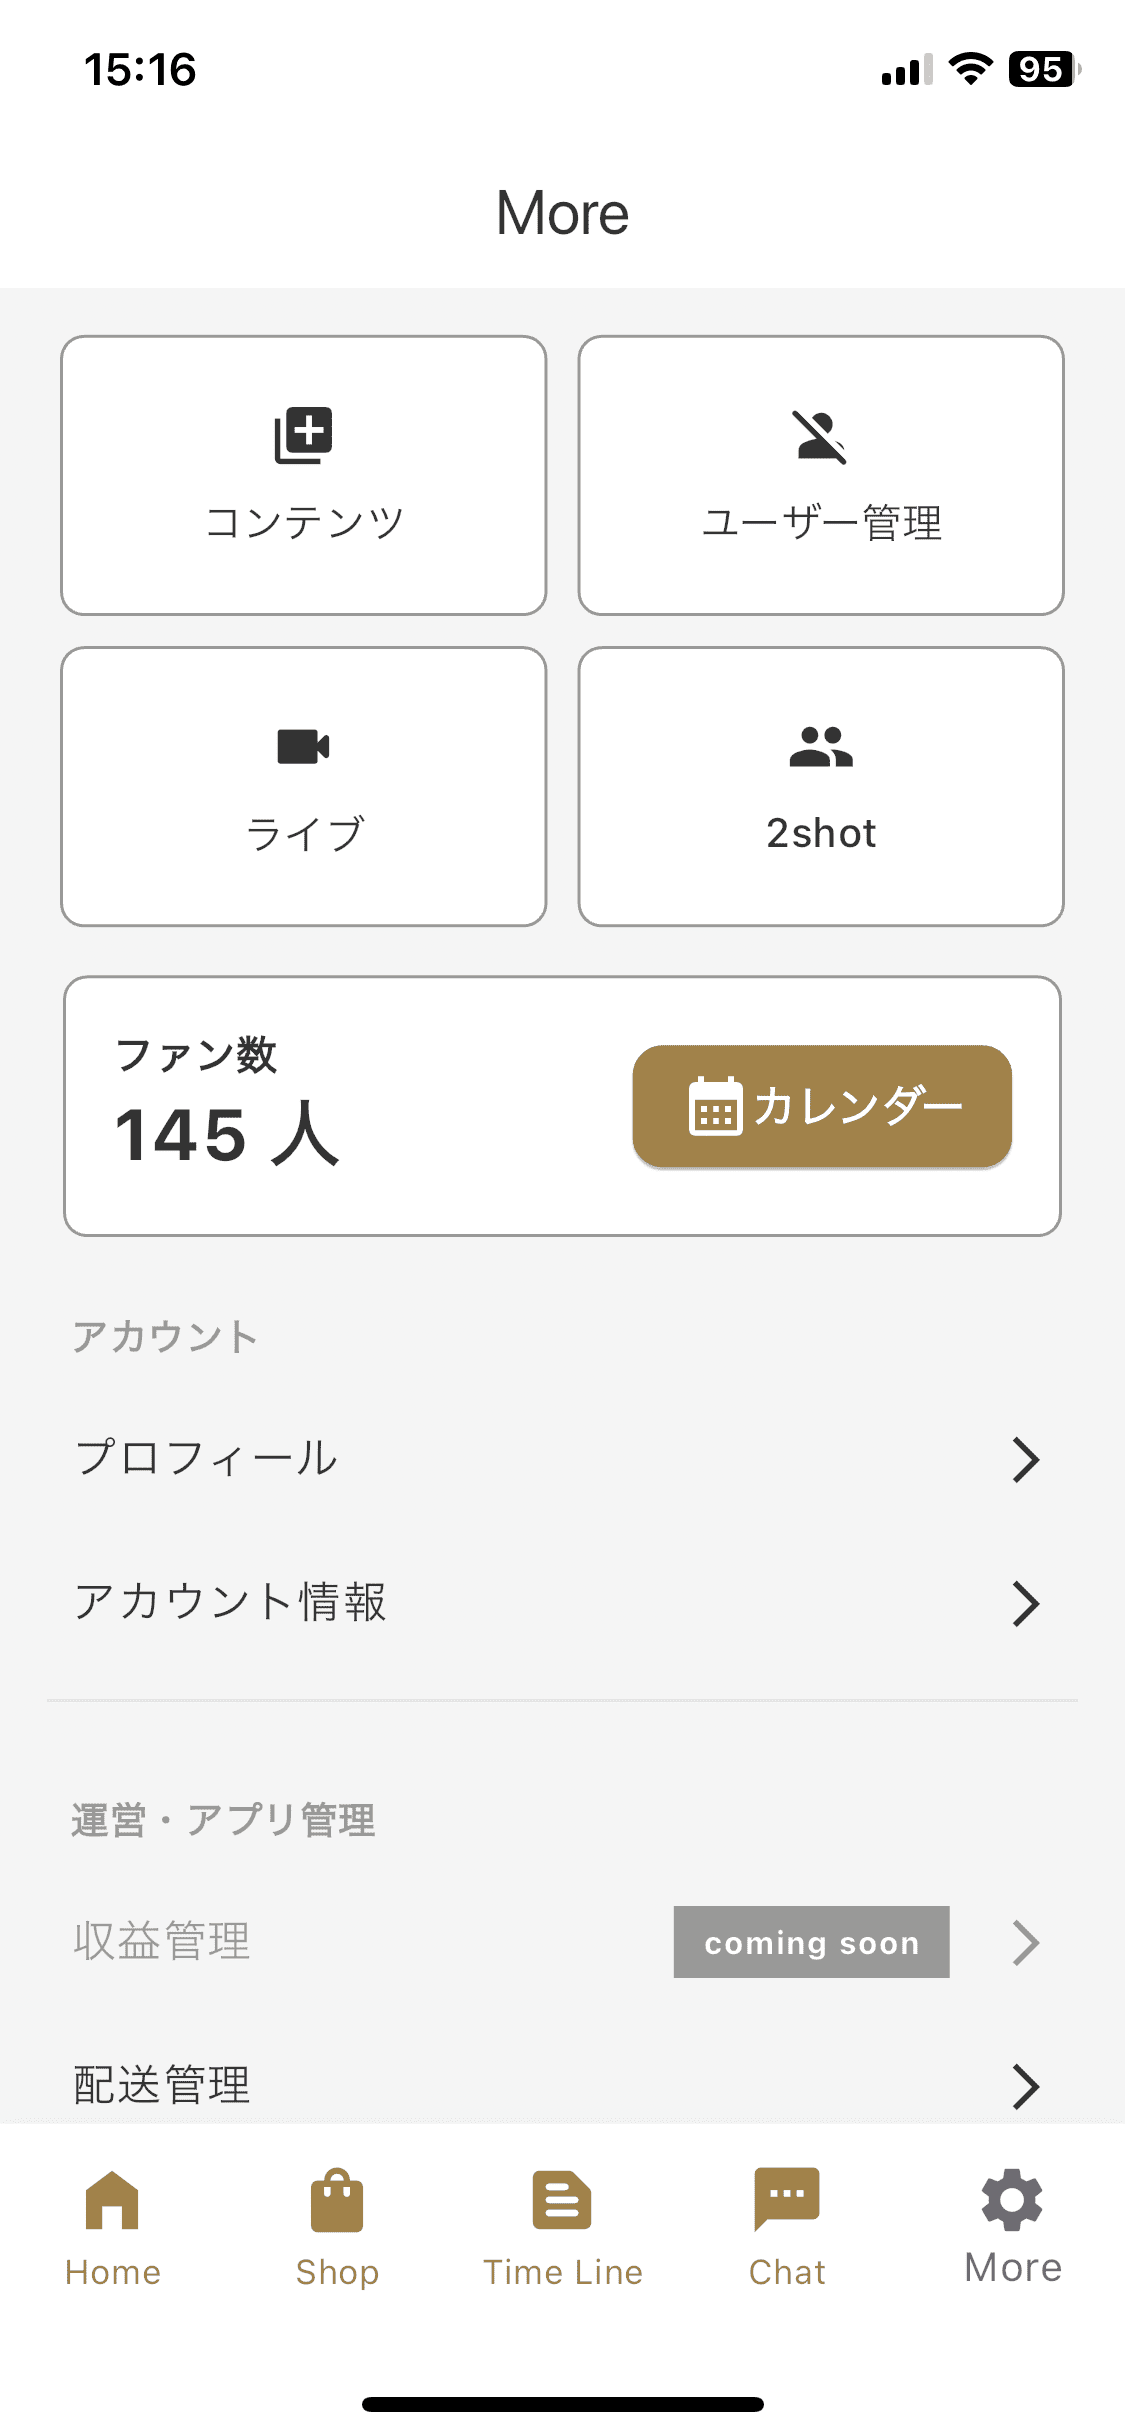 15:16
95
More
コンテンツ
ユーザー管理
ライブ
2shot
ファン数
145 人
カレンダー
アカウント
プロフィール
アカウント情報
運営・アプリ管理
収益管理
coming soon
配送管理
Home
Shop
Time Line
Chat
More